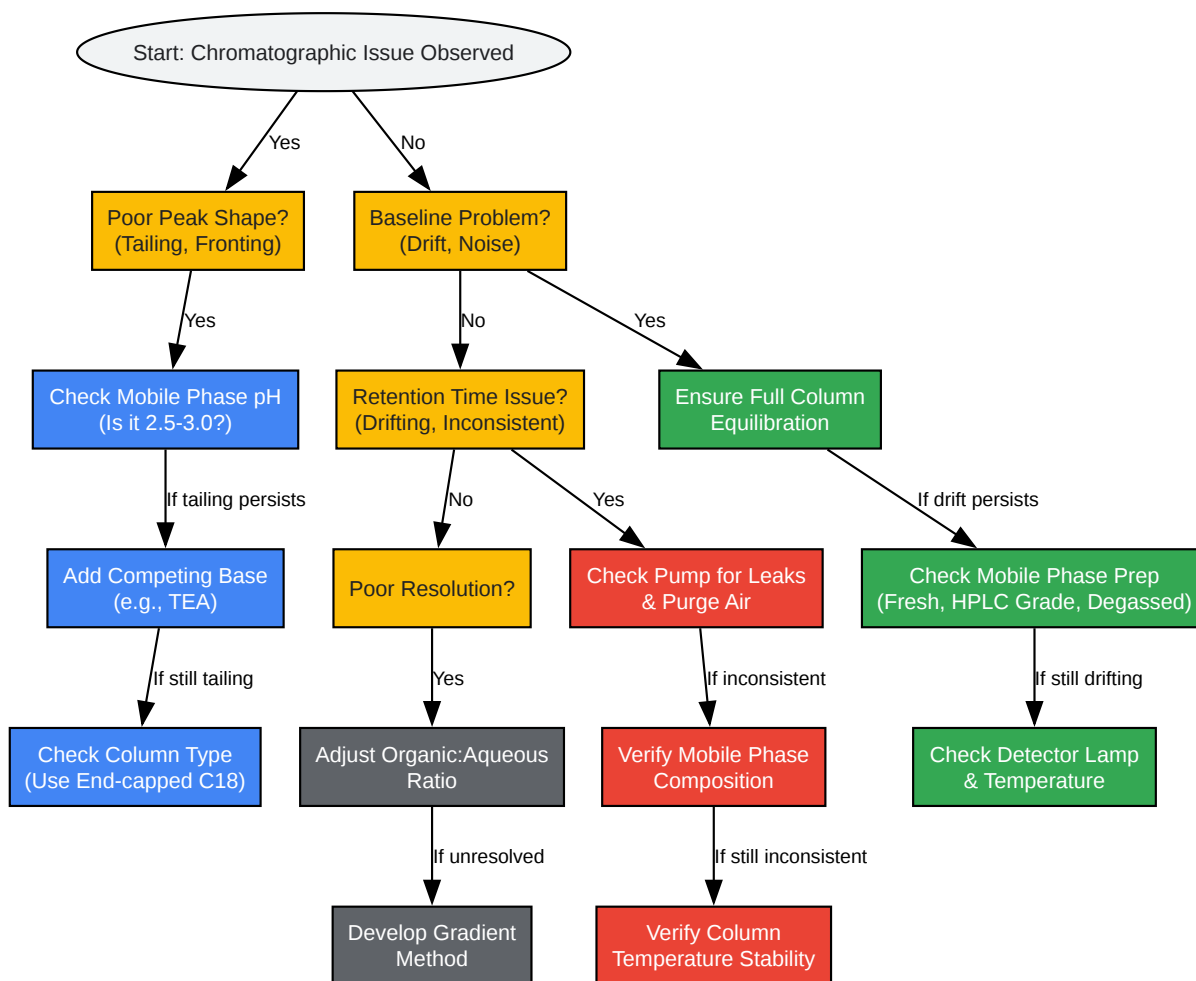 Start: Chromatographic Issue Observed
Yes
No
Poor Peak Shape?
(Tailing, Fronting)
Baseline Problem?
(Drift, Noise)
Yes
No
Yes
Check Mobile Phase pH
(Is it 2.5-3.0?)
Retention Time Issue?
(Drifting, Inconsistent)
Ensure Full Column
Equilibration
If tailing persists
No
Yes
If drift persists
Add Competing Base
(e.g., TEA)
Poor Resolution?
Check Pump for Leaks
& Purge Air
Check Mobile Phase Prep
(Fresh, HPLC Grade, Degassed)
If still tailing
Yes
If inconsistent
If still drifting
Check Column Type
(Use End-capped C18)
Adjust Organic:Aqueous
Ratio
Verify Mobile Phase
Composition
Check Detector Lamp
& Temperature
If unresolved
If still inconsistent
Develop Gradient
Method
Verify Column
Temperature Stability